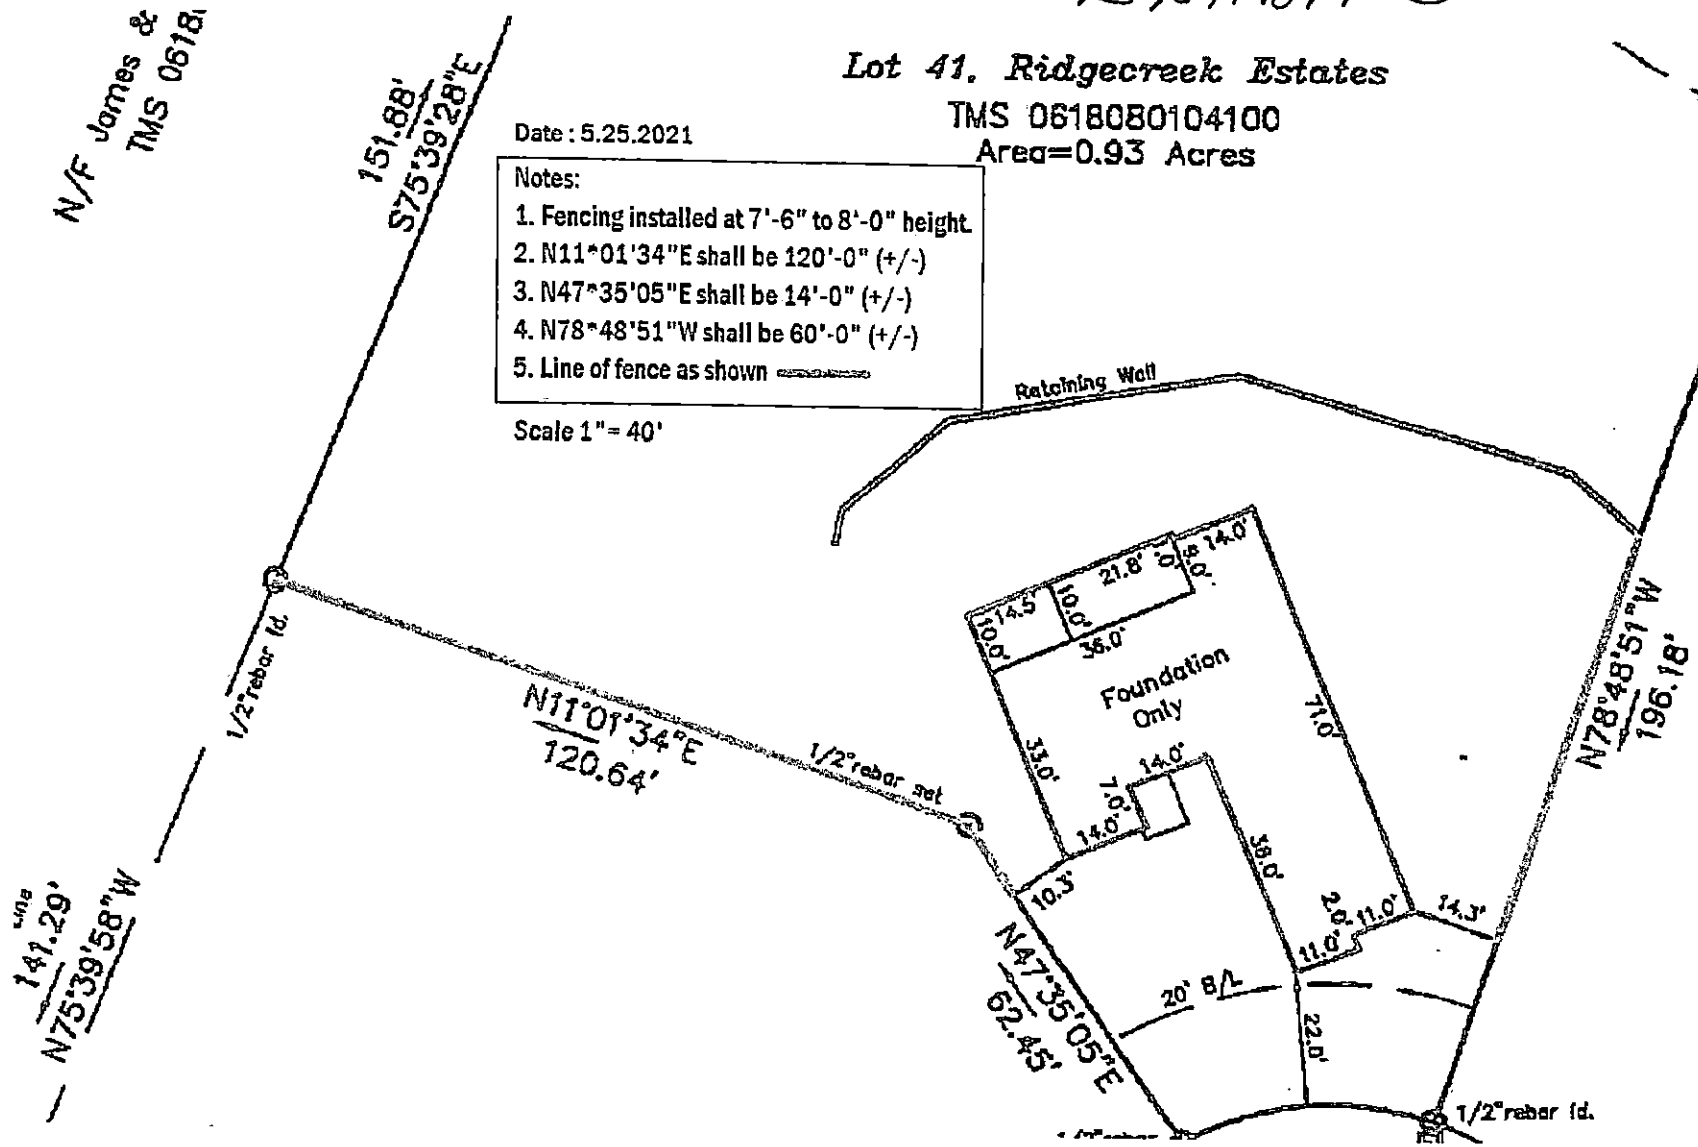 N/F James &
TMS 0618
151.88'
S75°39'28"E
Lot 41, Ridgecreek Estates
TMS 0618080104100
Area=0.93 Acres
Date : 5.25.2021
Notes:
1. Fencing installed at 7'-6" to 8'-0" height.
2. N11*01'34"E shall be 120'-0" (+/-)
3. N47*35'05"E shall be 14'-0" (+/-)
4. N78*48'51"W shall be 60'-0" (+/-)
5. Line of fence as shown
Scale 1"= 40'
Retaining Wall
14.0'
8.0'
21.8'
14.5'
10.0'
10.0'
36.0'
Foundation
Only
71.0'
33.0'
N78°48'51"W
196.18'
1/2"rebar fd.
N11°01'34"E
120.64'
1/2"rebar set
14.0'
7.0'
14.0'
38.0'
10.3'
2.0'
11.0'
14.3'
11.0'
Line
141.29'
N75°39'58"W
N47°35'05"E
62.45'
20' B/L
22.0'
1/2"rebar fd.
1/2"rebar